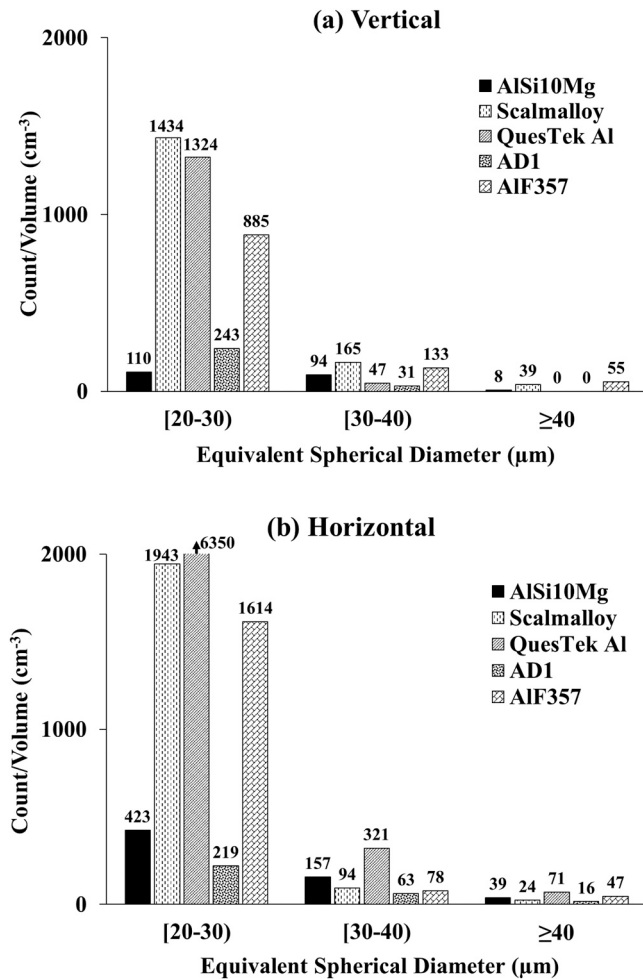 (a) Vertical
2000
1000
0
Count/Volume (cm-3)
AlSi10Mg
Scalmalloy
QuesTek Al
AD1
AlF357
110
1434
1324
243
885
94
165
47
31
133
8
39
0
0
55
[20-30)
[30-40)
≥40
Equivalent Spherical Diameter (µm)
(b) Horizontal
2000
1000
0
Count/Volume (cm-3)
AlSi10Mg
Scalmalloy
QuesTek Al
AD1
AlF357
423
1943
6350
219
1614
157
94
321
63
78
39
24
71
16
47
[20-30)
[30-40)
≥40
Equivalent Spherical Diameter (µm)